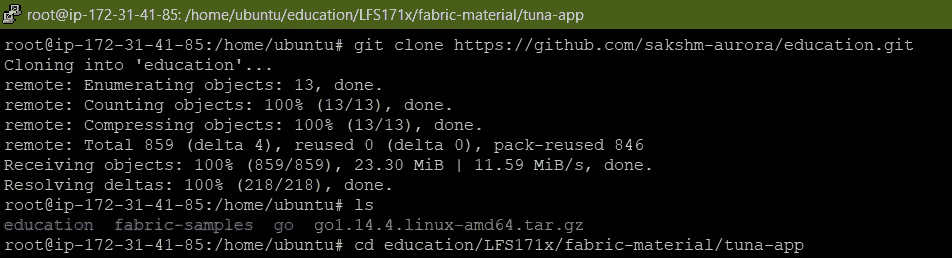 root@ip-172-31-41-85: /home/ubuntu/education/LFS171x/fabric-material/tuna-app
root@ip-172-31-41-85:/home/ubuntu# git clone https://github.com/sakshm-aurora/education.git
Cloning into 'education'...
remote: Enumerating objects: 13, done.
remote: Counting objects: 100% (13/13), done.
remote: Compressing objects: 100% (13/13), done.
remote: Total 859 (delta 4), reused 0 (delta 0), pack-reused 846
Receiving objects: 100% (859/859), 23.30 MiB | 11.59 MiB/s, done.
Resolving deltas: 100% (218/218), done.
root@ip-172-31-41-85:/home/ubuntu# ls
education  fabric-samples  go  go1.14.4.linux-amd64.tar.gz
root@ip-172-31-41-85:/home/ubuntu# cd education/LFS171x/fabric-material/tuna-app